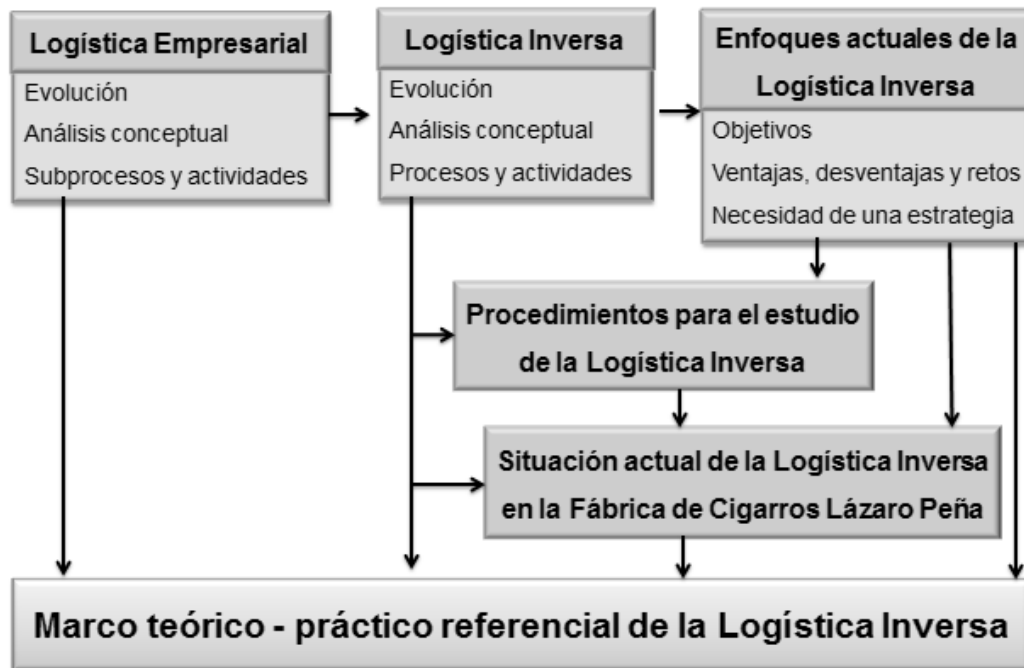 Logística Empresarial
Evolución
Análisis conceptual
Subprocesos y actividades
Logística Inversa
Evolución
Análisis conceptual
Procesos y actividades
Enfoques actuales de la
Logística Inversa
Objetivos
Ventajas, desventajas y retos
Necesidad de una estrategia
Procedimientos para el estudio
de la Logística Inversa
Situación actual de la Logística Inversa
en la Fábrica de Cigarros Lázaro Peña
Marco teórico - práctico referencial de la Logística Inversa